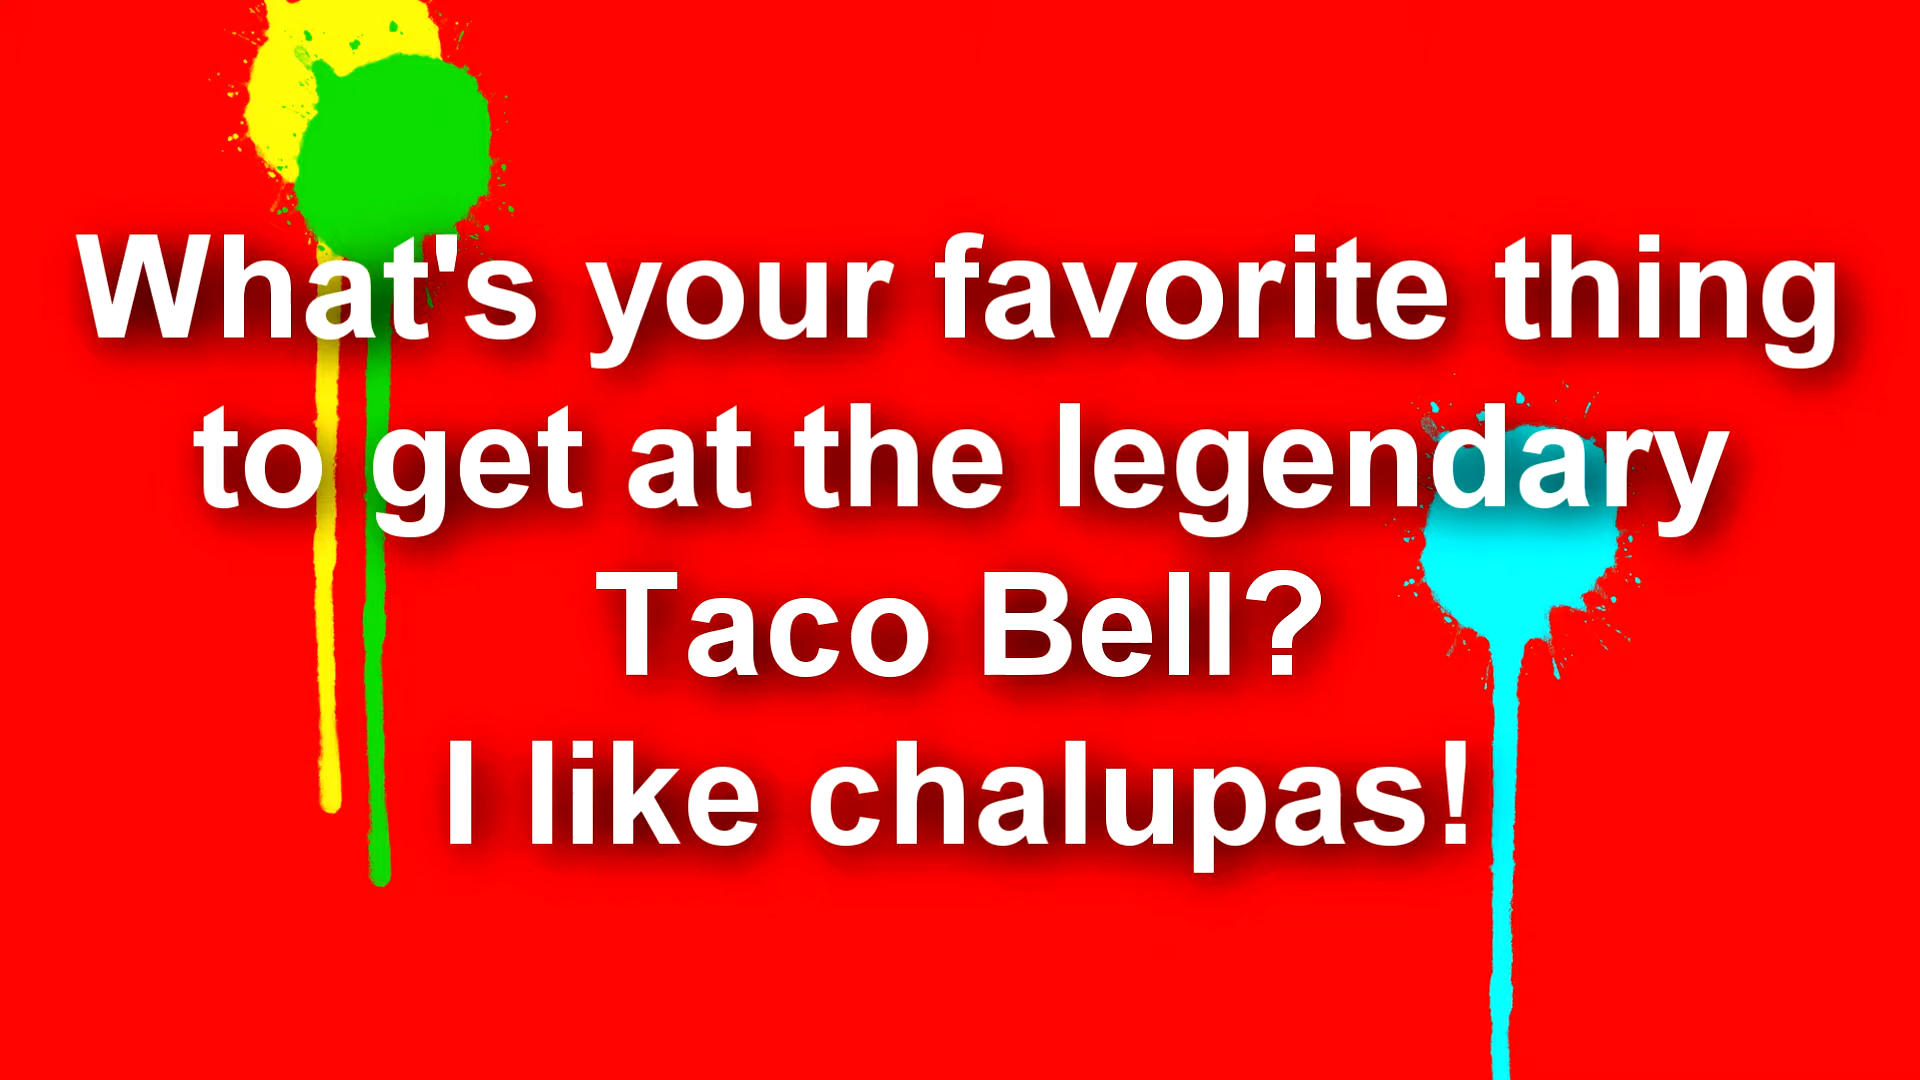 What's your favorite thing
to get at the legendary
Taco Bell?
I like chalupas!